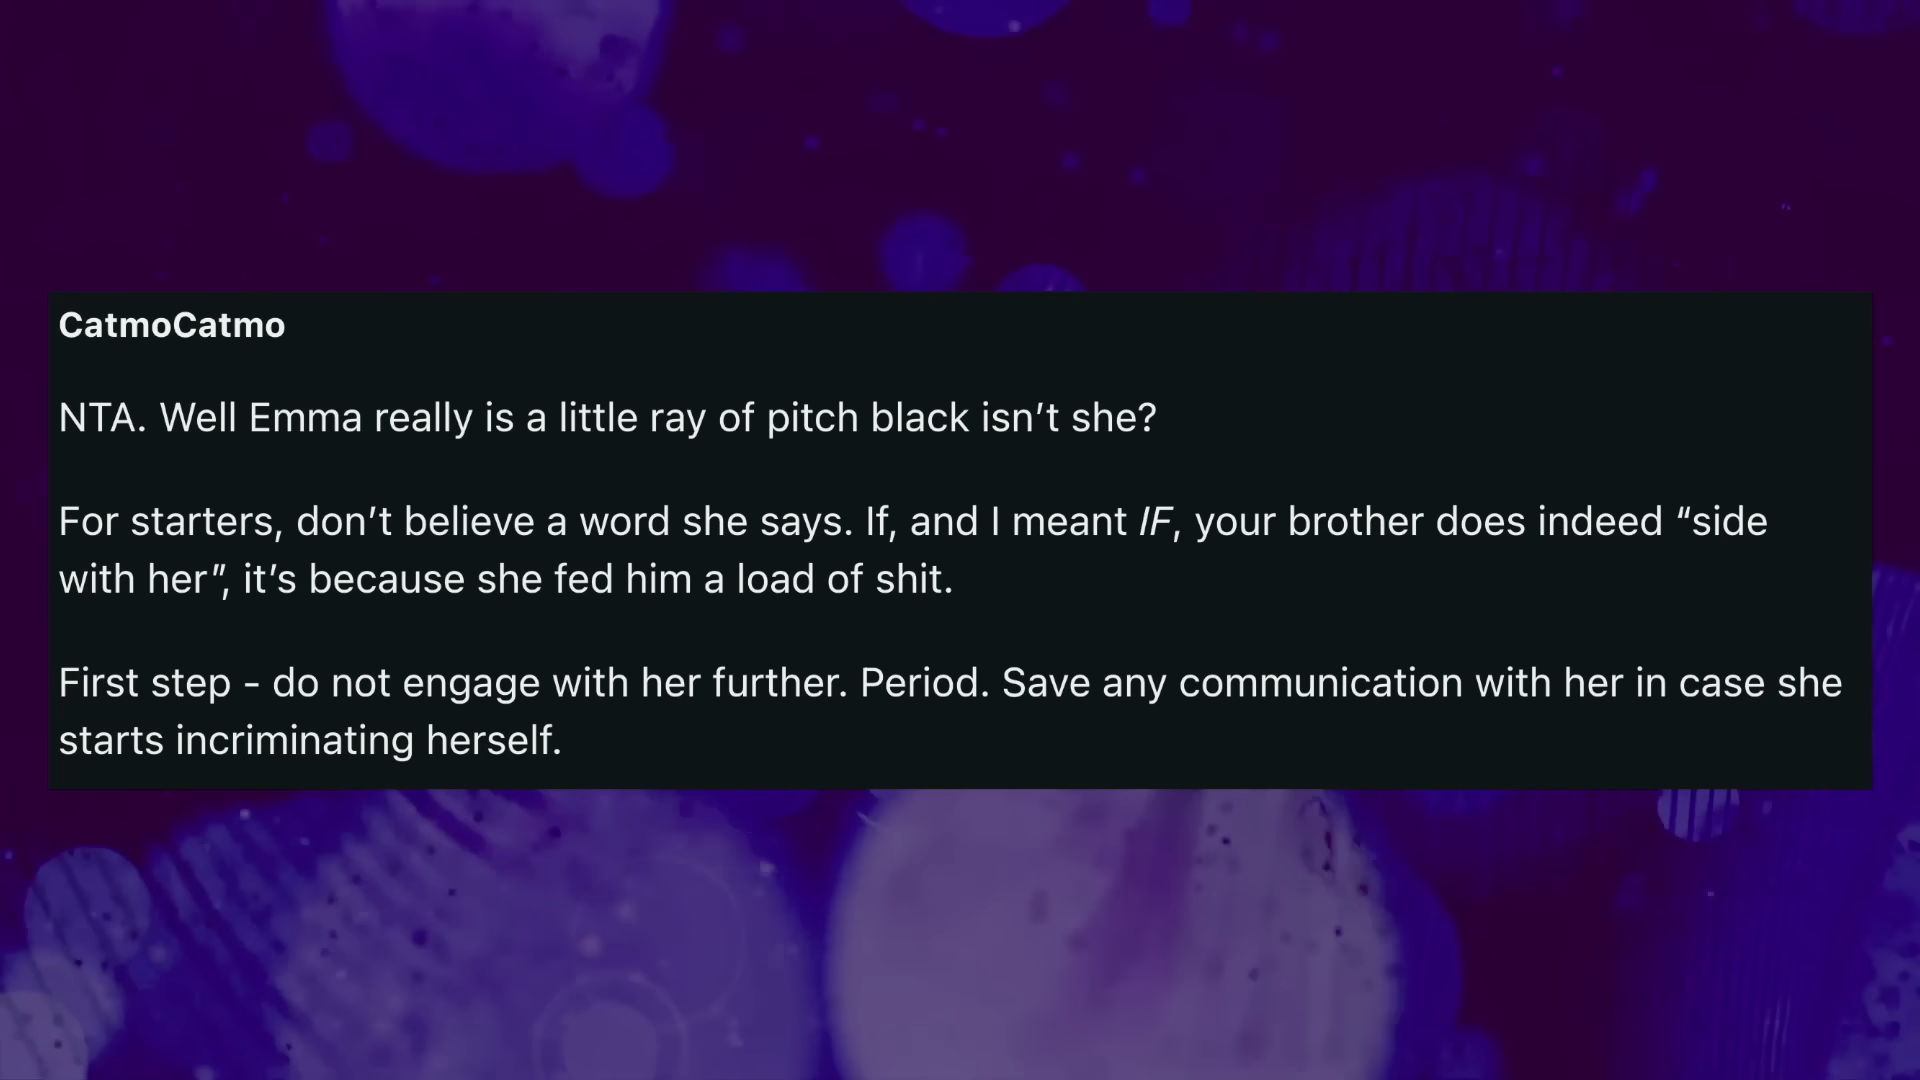 CatmoCatmo
NTA. Well Emma really is a little ray of pitch black isn’t she?
For starters, don’t believe a word she says. If, and I meant IF, your brother does indeed “side
with her”, it’s because she fed him a load of shit.
First step - do not engage with her further. Period. Save any communication with her in case she
starts incriminating herself.